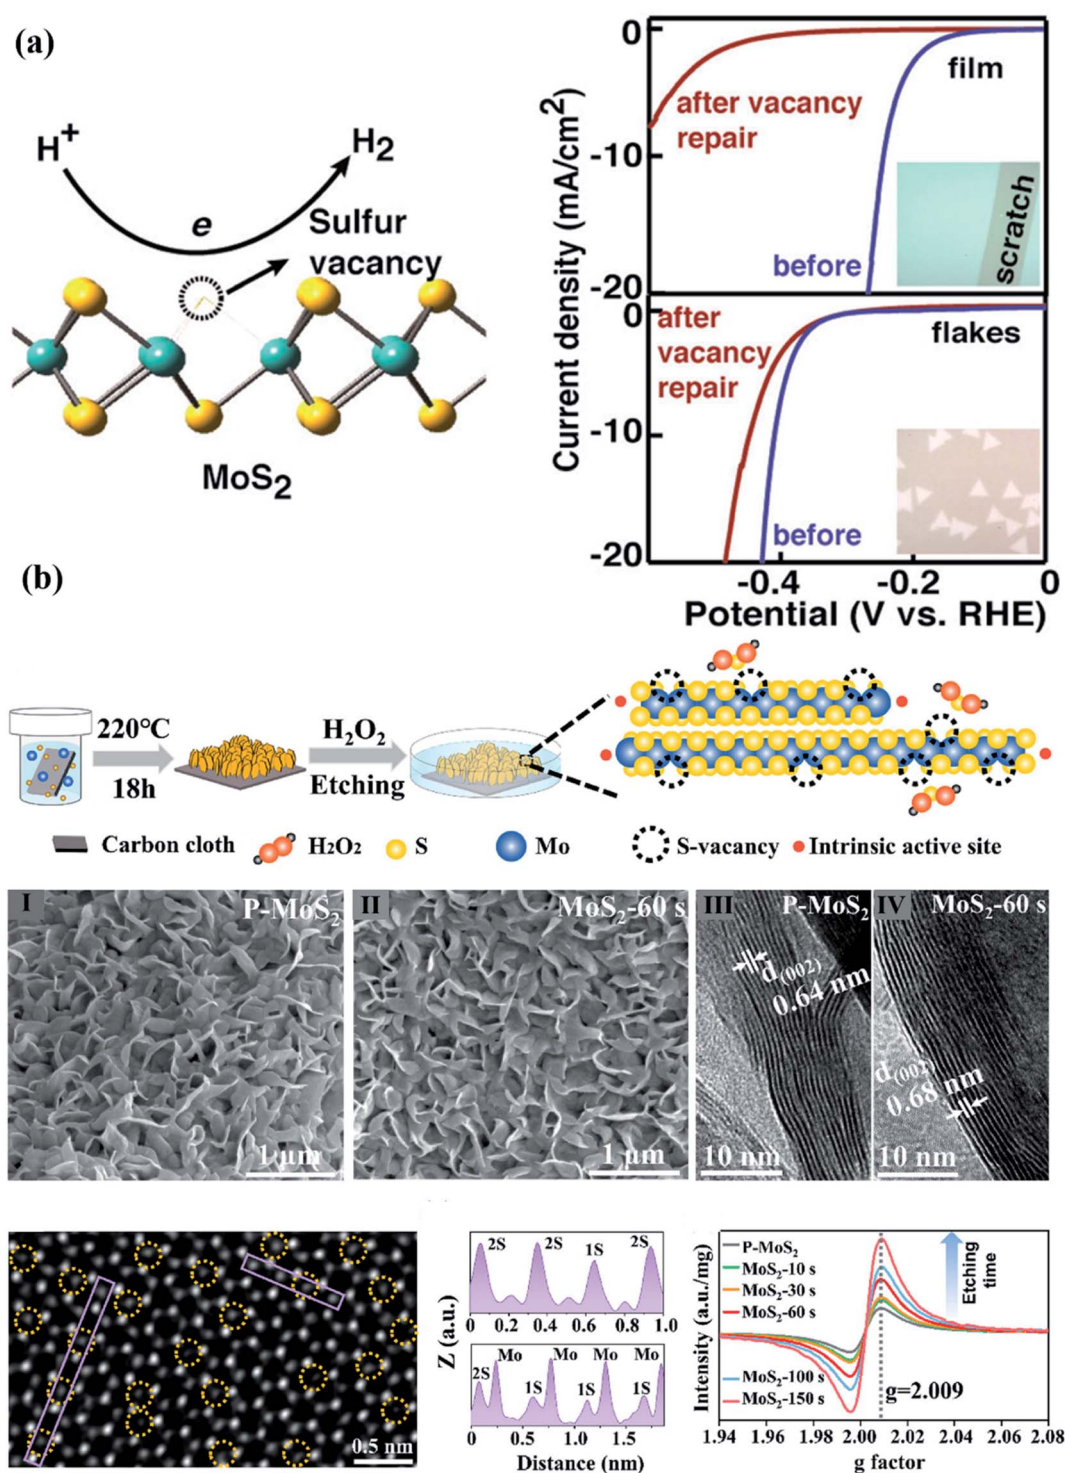 (a)
H+
H2
e
Sulfur
vacancy
MoS2
Current density (mA/cm2)
0
-10
-20
film
after vacancy
repair
before
scratch
0
-10
-20
after
vacancy
repair
flakes
before
-0.4
-0.2
0
Potential (V vs. RHE)
(b)
220°C
18h
H2O2
Etching
Carbon cloth
H2O2
S
Mo
S-vacancy
Intrinsic active site
I
P-MoS2
1 μm
II
MoS2-60 s
1 μm
III
P-MoS2
d(002)
0.64 nm
10 nm
IV
MoS2-60 s
d(002)
0.68 nm
10 nm
0.5 nm
Z (a.u.)
2S
2S
1S
2S
0.0 0.2 0.4 0.6 0.8 1.0
2S
Mo
1S
Mo
1S
Mo
1S
Mo
0 0.5 1.0 1.5
Distance (nm)
Intensity (a.u./mg)
P-MoS2
MoS2-10 s
MoS2-30 s
MoS2-60 s
MoS2-100 s
MoS2-150 s
Etching
time
g=2.009
1.94 1.96 1.98 2.00 2.02 2.04 2.06 2.08
g factor